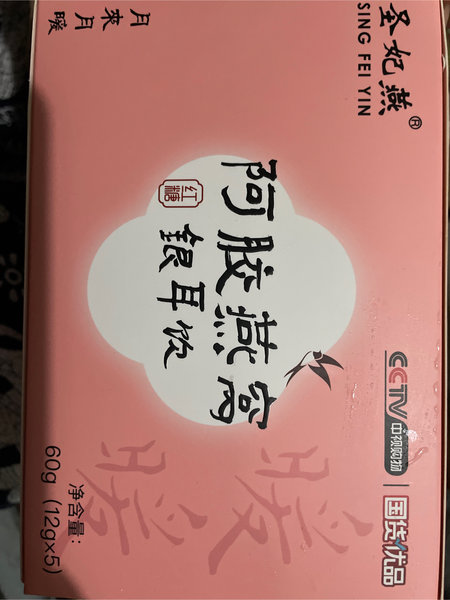 圣妃燕®
SING FEI YIN
月來月暖
阿胶燕窝
银耳饮
红糖
CCTV 中视购物
国货优品
暖暖
净含量:
60g (12g×5)